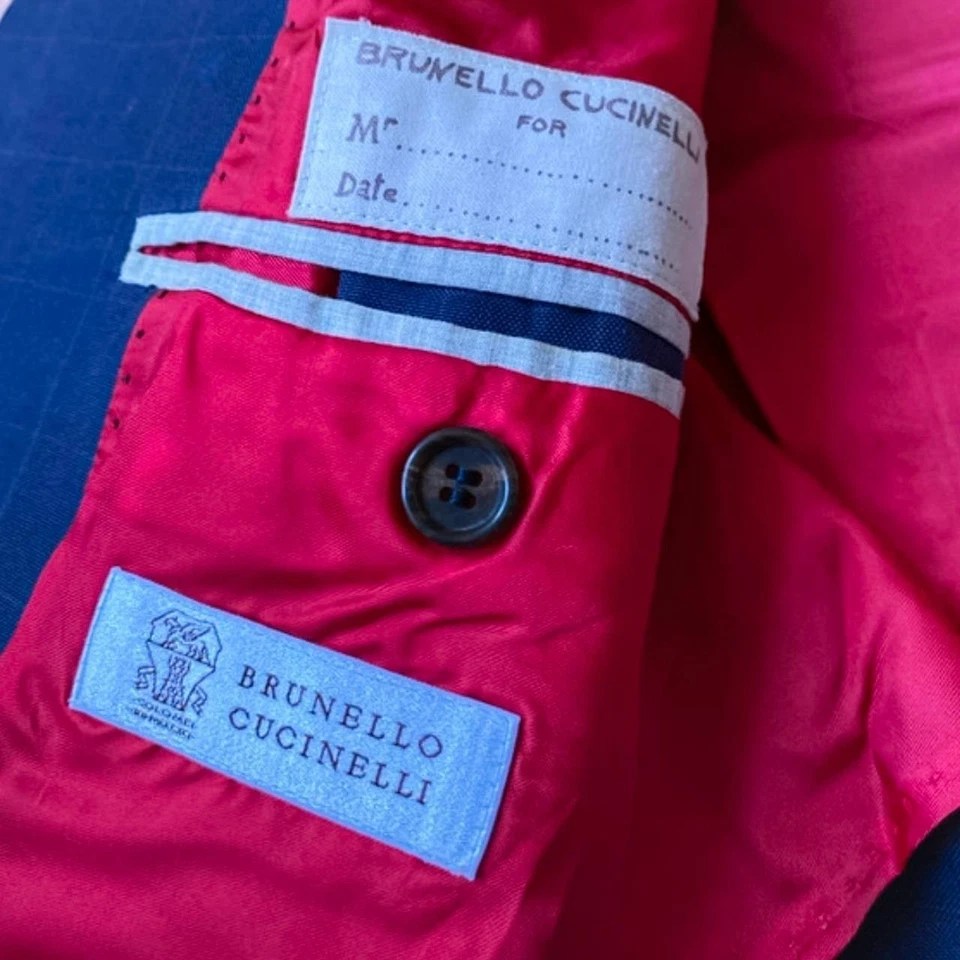 BRUNELLO CUCINELLI
FOR
Mr
Date
BRUNELLO
CUCINELLI